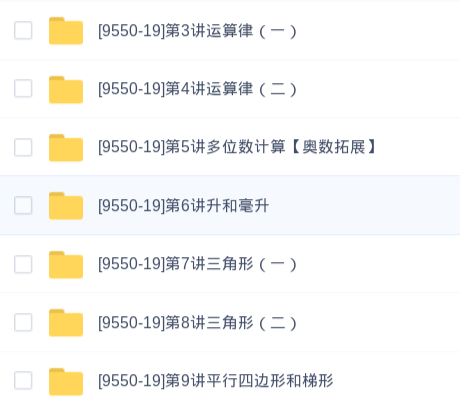 [9550-19]第3讲运算律（一）
[9550-19]第4讲运算律（二）
[9550-19]第5讲多位数计算【奥数拓展】
[9550-19]第6讲升和毫升
[9550-19]第7讲三角形（一）
[9550-19]第8讲三角形（二）
[9550-19]第9讲平行四边形和梯形